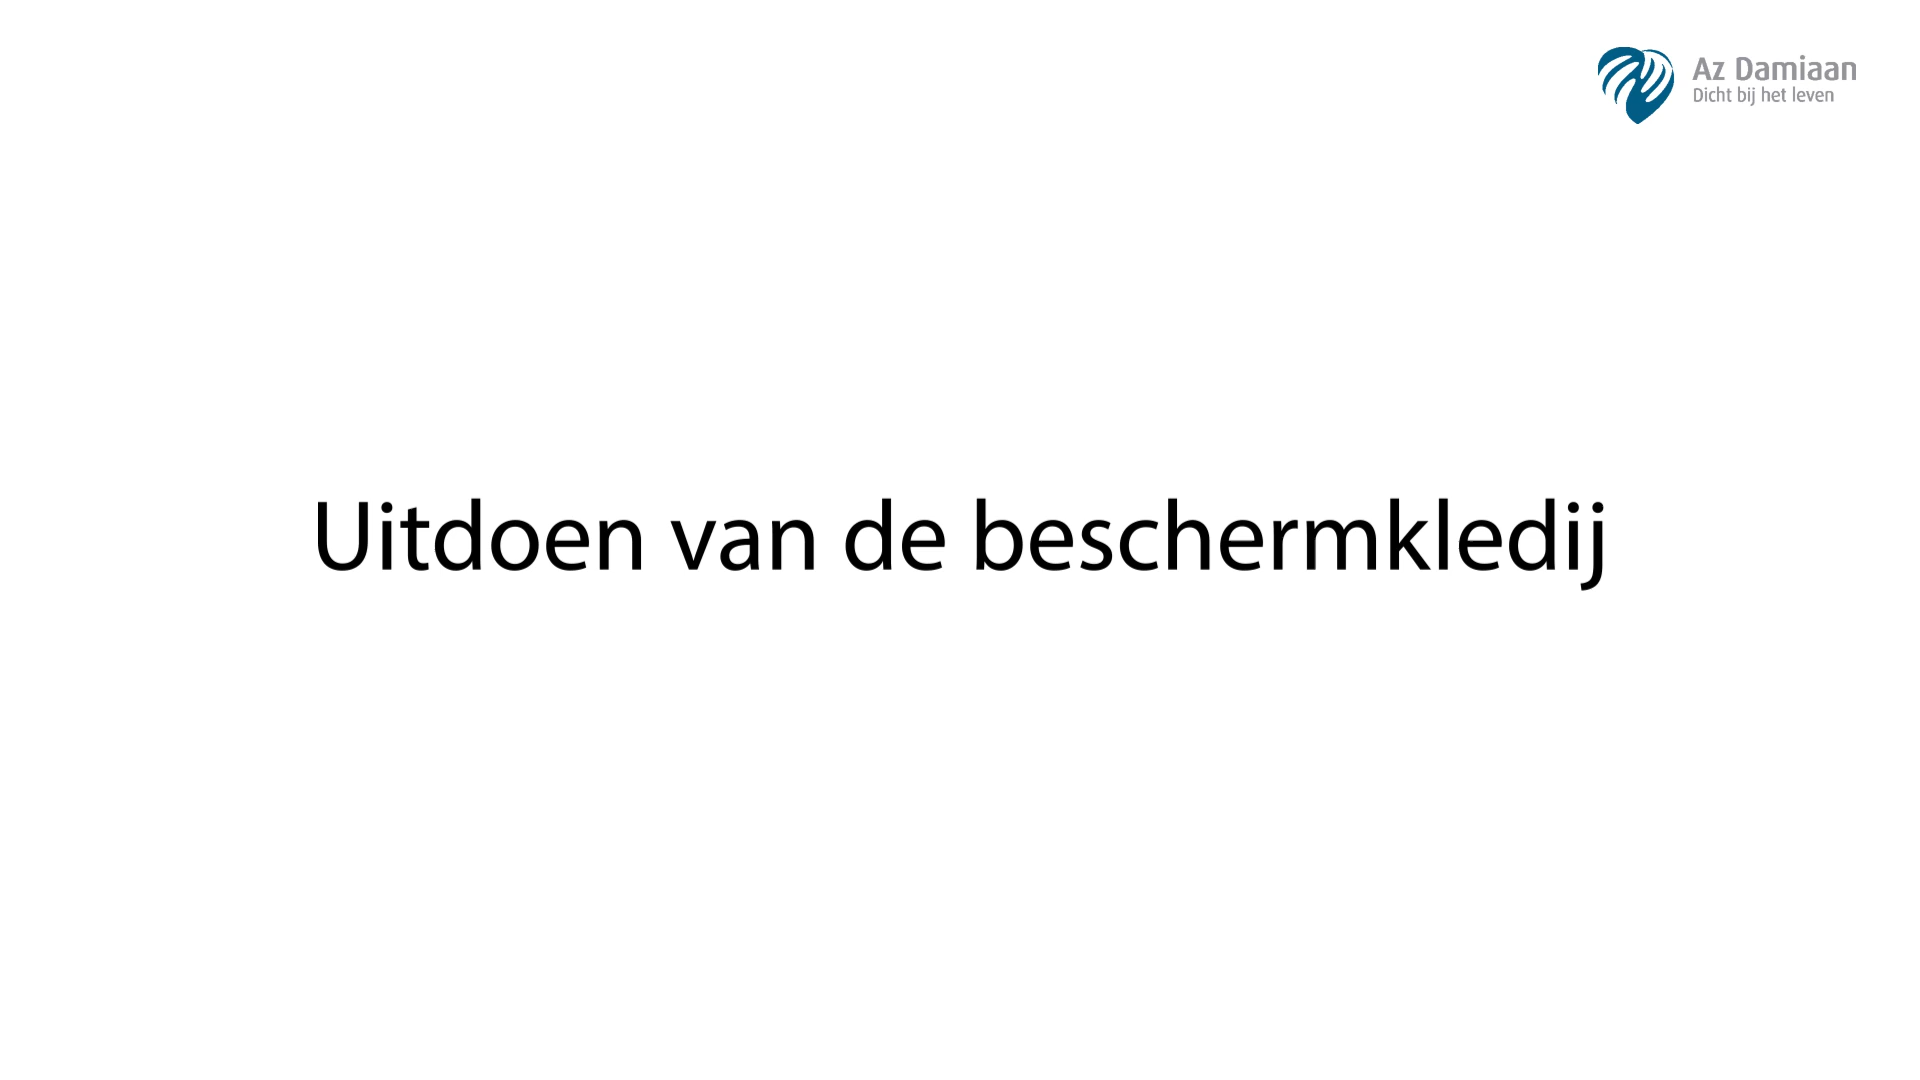 Az Damiaan
Dicht bij het leven
Uitdoen van de beschermkledij